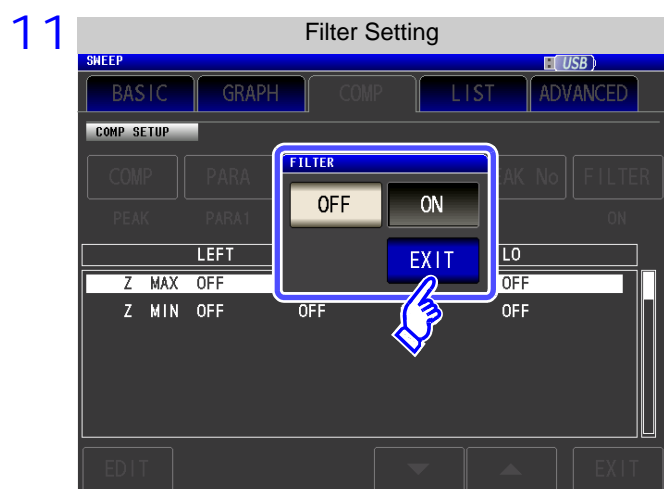 11
Filter Setting
SWEEP USB
BASIC GRAPH COMP LIST ADVANCED
COMP SETUP
COMP PARA AK No FILTER
PEAK PARA1 ON
FILTER
OFF ON
EXIT
LEFT LO
Z MAX OFF OFF
Z MIN OFF OFF OFF
EDIT EXIT